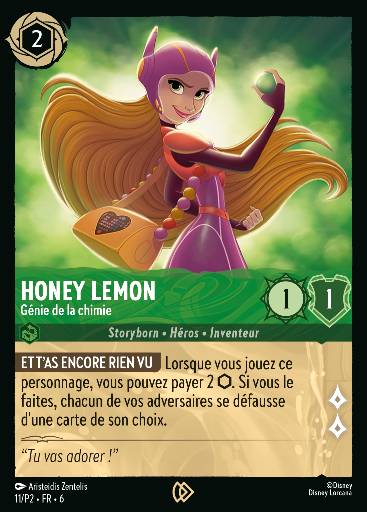 2
HONEY LEMON
Génie de la chimie
1
1
Storyborn • Héros • Inventeur
ET T'AS ENCORE RIEN VU Lorsque vous jouez ce
personnage, vous pouvez payer 2 ⬡. Si vous le
faites, chacun de vos adversaires se défausse
d'une carte de son choix.
“Tu vas adorer !”
Aristeidis Zentelis
11/P2 • FR • 6
©Disney
Disney Lorcana